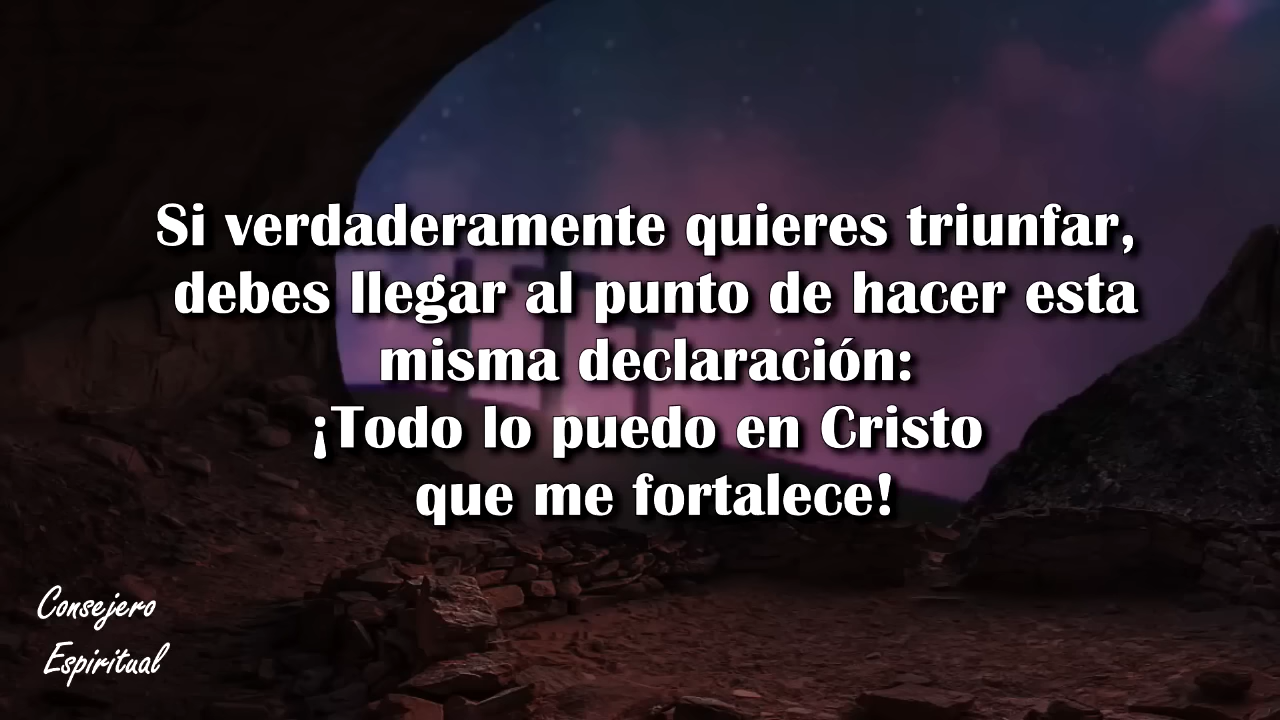 Si verdaderamente quieres triunfar,
debes llegar al punto de hacer esta
misma declaración:
¡Todo lo puedo en Cristo
que me fortalece!
Consejero
Espiritual